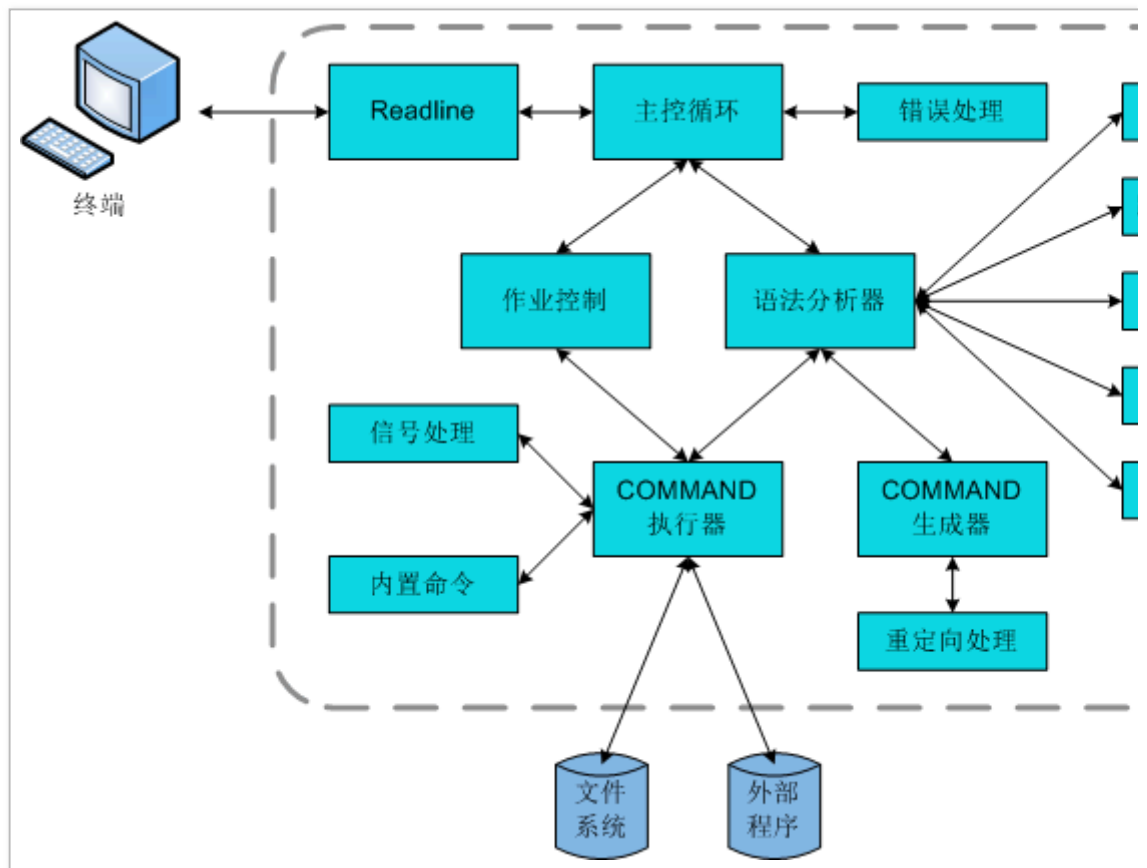 Readline
主控循环
错误处理
终端
作业控制
语法分析器
信号处理
COMMAND
执行器
COMMAND
生成器
内置命令
重定向处理
文件
系统
外部
程序